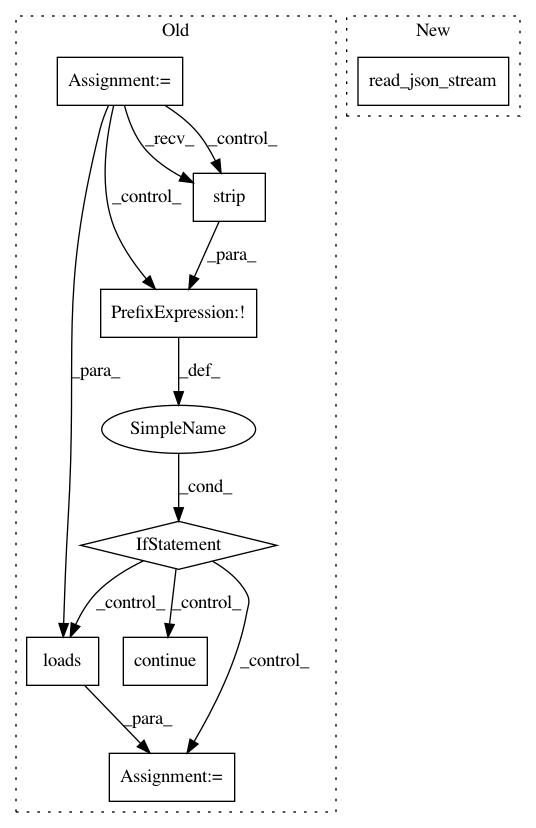 Old
New
Assignment:=
read_json_stream
_recv_
_control_
_control_
strip
_para_
PrefixExpression:!
_para_
_def_
SimpleName
_cond_
IfStatement
_control_
_control_
_control_
loads
continue
_para_
Assignment:=